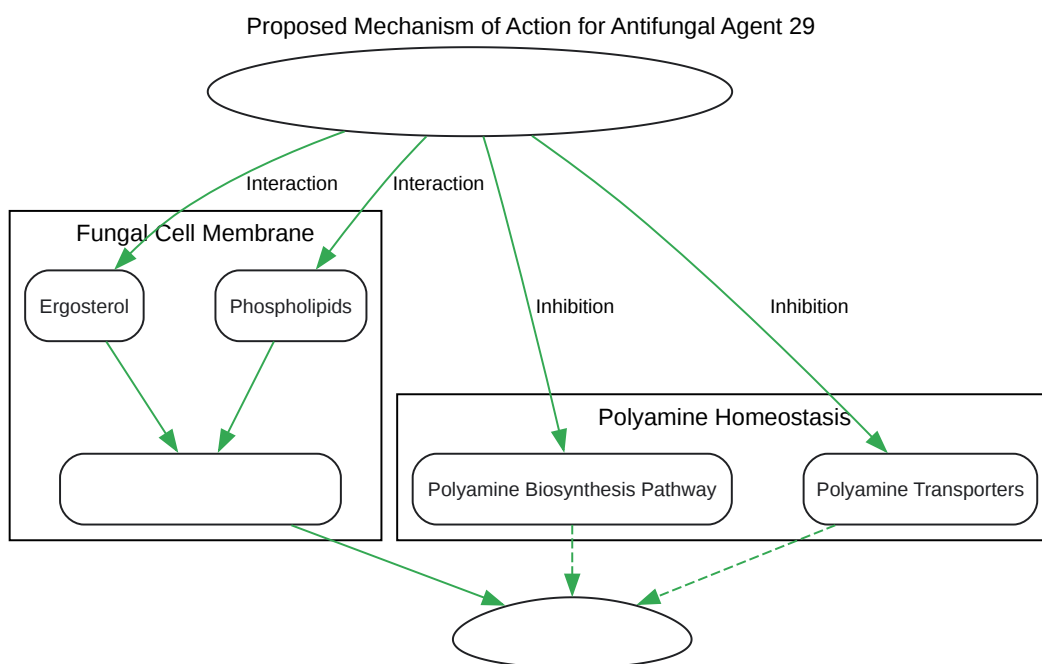 Proposed Mechanism of Action for Antifungal Agent 29
Interaction
Interaction
Fungal Cell Membrane
Ergosterol
Phospholipids
Inhibition
Inhibition
Polyamine Homeostasis
Polyamine Biosynthesis Pathway
Polyamine Transporters